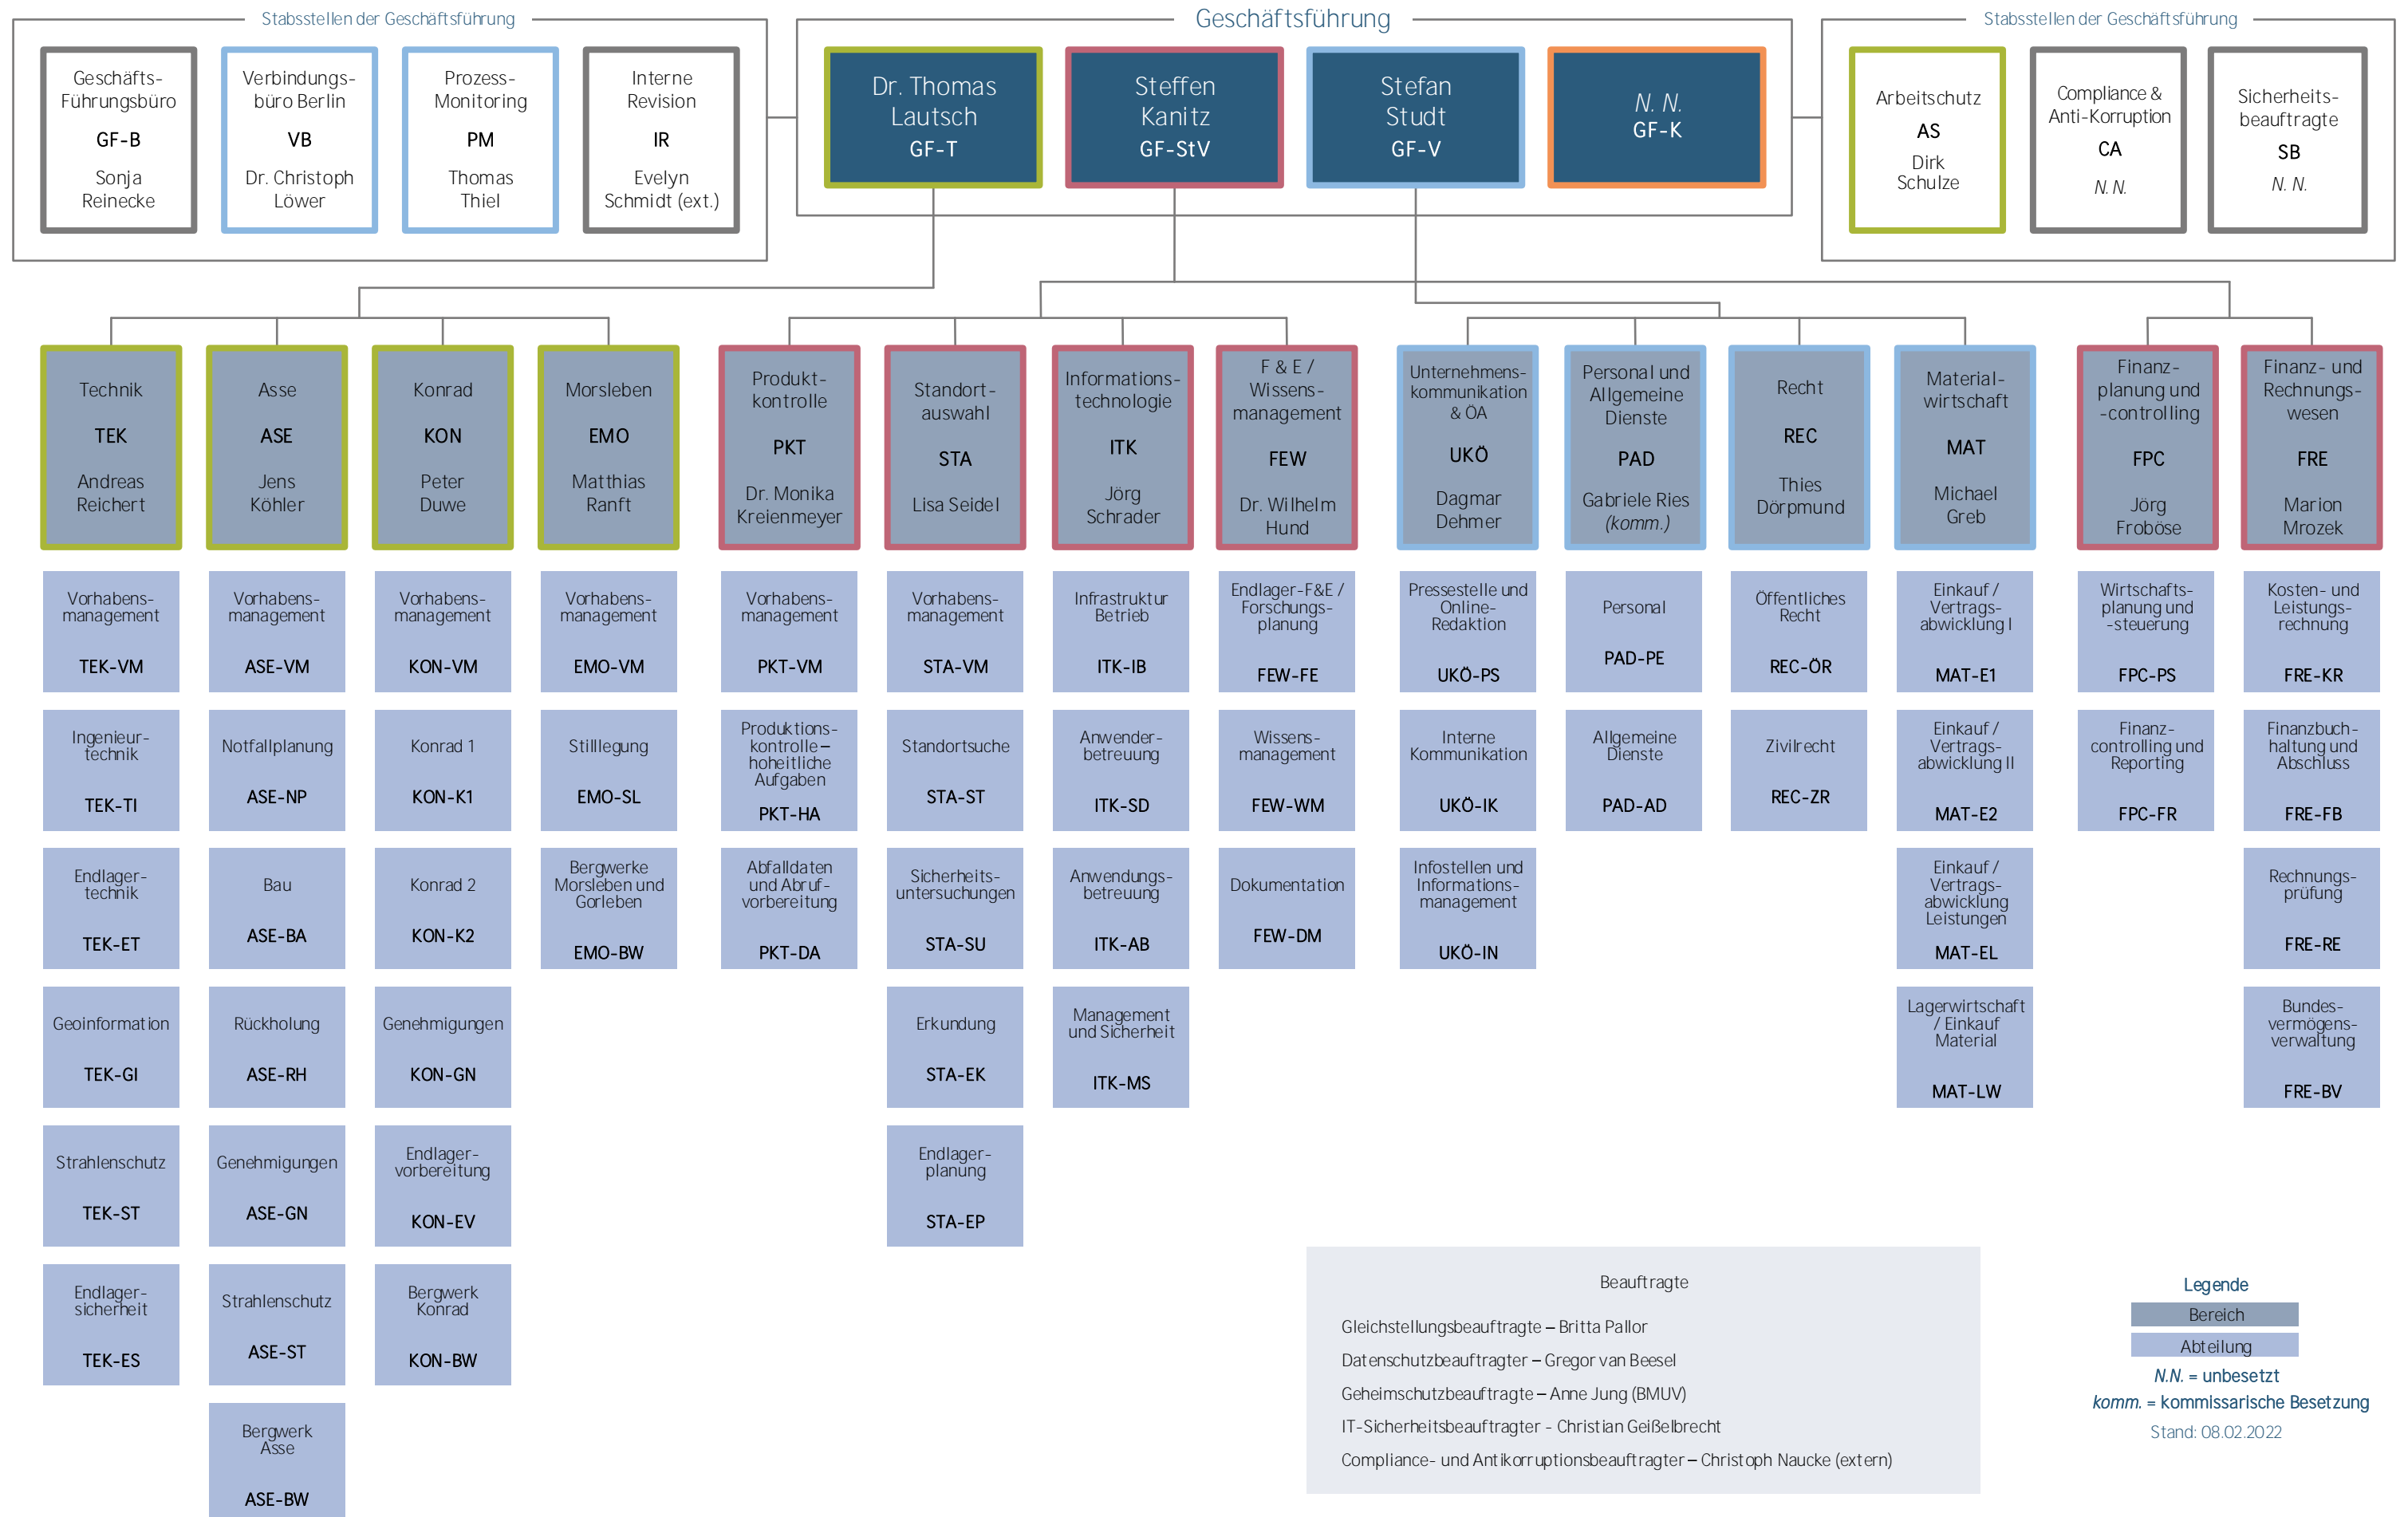 Stabsstellen der Geschäftsführung
Geschäfts-
Führungsbüro
GF-B
Sonja
Reinecke
Verbindungs-
büro Berlin
VB
Dr. Christoph
Löwer
Prozess-
Monitoring
PM
Thomas
Thiel
Interne
Revision
IR
Evelyn
Schmidt (ext.)
Geschäftsführung
Dr. Thomas
Lautsch
GF-T
Steffen
Kanitz
GF-StV
Stefan
Studt
GF-V
N. N.
GF-K
Stabsstellen der Geschäftsführung
Arbeitschutz
AS
Dirk
Schulze
Compliance &
Anti-Korruption
CA
N. N.
Sicherheits-
beauftragte
SB
N. N.
Technik
TEK
Andreas
Reichert
Asse
ASE
Jens
Köhler
Konrad
KON
Peter
Duwe
Morsleben
EMO
Matthias
Ranft
Produkt-
kontrolle
PKT
Dr. Monika
Kreienmeyer
Standort-
auswahl
STA
Lisa Seidel
Informations-
technologie
ITK
Jörg
Schrader
F & E /
Wissens-
management
FEW
Dr. Wilhelm
Hund
Unternehmens-
kommunikation
& ÖA
UKÖ
Dagmar
Dehmer
Personal und
Allgemeine
Dienste
PAD
Gabriele Ries
(komm.)
Recht
REC
Thies
Dörpmund
Material-
wirtschaft
MAT
Michael
Greb
Finanz-
planung und
-controlling
FPC
Jörg
Froböse
Finanz- und
Rechnungs-
wesen
FRE
Marion
Mrozek
Vorhabens-
management
TEK-VM
Vorhabens-
management
ASE-VM
Vorhabens-
management
KON-VM
Vorhabens-
management
EMO-VM
Vorhabens-
management
PKT-VM
Vorhabens-
management
STA-VM
Infrastruktur
Betrieb
ITK-IB
Endlager-F&E /
Forschungs-
planung
FEW-FE
Pressestelle und
Online-
Redaktion
UKÖ-PS
Personal
PAD-PE
Öffentliches
Recht
REC-ÖR
Einkauf /
Vertrags-
abwicklung I
MAT-E1
Wirtschafts-
planung und
-steuerung
FPC-PS
Kosten- und
Leistungs-
rechnung
FRE-KR
Ingenieur-
technik
TEK-TI
Notfallplanung
ASE-NP
Konrad 1
KON-K1
Stilllegung
EMO-SL
Produktions-
kontrolle –
hoheitliche
Aufgaben
PKT-HA
Standortsuche
STA-ST
Anwender-
betreuung
ITK-SD
Wissens-
management
FEW-WM
Interne
Kommunikation
UKÖ-IK
Allgemeine
Dienste
PAD-AD
Zivilrecht
REC-ZR
Einkauf /
Vertrags-
abwicklung II
MAT-E2
Finanz-
controlling und
Reporting
FPC-FR
Finanzbuch-
haltung und
Abschluss
FRE-FB
Endlager-
technik
TEK-ET
Bau
ASE-BA
Konrad 2
KON-K2
Bergwerke
Morsleben und
Gorleben
EMO-BW
Abfalldaten
und Abruf-
vorbereitung
PKT-DA
Sicherheits-
untersuchungen
STA-SU
Anwendungs-
betreuung
ITK-AB
Dokumentation
FEW-DM
Infostellen und
Informations-
management
UKÖ-IN
Einkauf /
Vertrags-
abwicklung
Leistungen
MAT-EL
Rechnungs-
prüfung
FRE-RE
Geoinformation
TEK-GI
Rückholung
ASE-RH
Genehmigungen
KON-GN
Erkundung
STA-EK
Management
und Sicherheit
ITK-MS
Lagerwirtschaft
/ Einkauf
Material
MAT-LW
Bundes-
vermögens-
verwaltung
FRE-BV
Strahlenschutz
TEK-ST
Genehmigungen
ASE-GN
Endlager-
vorbereitung
KON-EV
Endlager-
planung
STA-EP
Endlager-
sicherheit
TEK-ES
Strahlenschutz
ASE-ST
Bergwerk
Konrad
KON-BW
Bergwerk
Asse
ASE-BW
Beauftragte
Gleichstellungsbeauftragte – Britta Pallor
Datenschutzbeauftragter – Gregor van Beesel
Geheimschutzbeauftragte – Anne Jung (BMUV)
IT-Sicherheitsbeauftragter - Christian Geißelbrecht
Compliance- und Antikorruptionsbeauftragter – Christoph Naucke (extern)
Legende
Bereich
Abteilung
N.N. = unbesetzt
komm. = kommissarische Besetzung
Stand: 08.02.2022